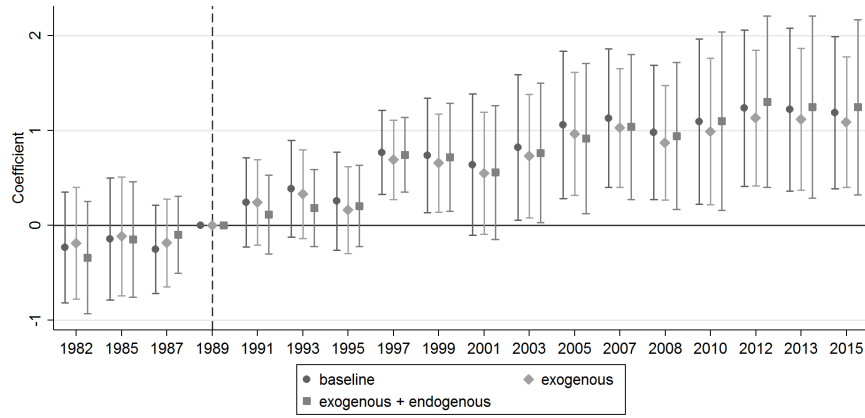 Coefficient
2
1
0
-1
1982 1985 1987 1989 1991 1993 1995 1997 1999 2001 2003 2005 2007 2008 2010 2012 2013 2015
baseline exogenous
exogenous + endogenous